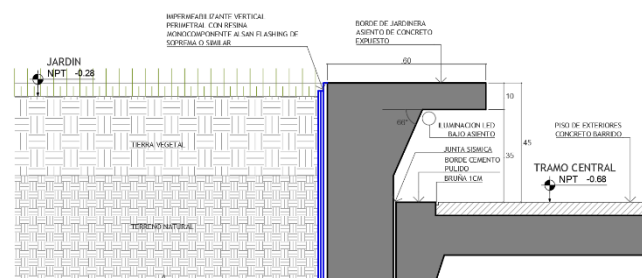 IMPERMEABILIZANTE VERTICAL
PERIMETRAL CON RESINA
MONOCOMPONENTE ALSAN FLASHING DE
SOPREMA O SIMILAR
BORDE DE JARDINERA
ASIENTO DE CONCRETO
EXPUESTO
60
JARDIN
NPT -0.28
10
68°
ILUMINACION LED
BAJO ASIENTO
PISO DE EXTERIORES
CONCRETO BARRIDO
45
35
TIERRA VEGETAL
JUNTA SISMICA
BORDE CEMENTO
PULIDO
BRUÑA 1CM
TRAMO CENTRAL
NPT -0.68
TERRENO NATURAL